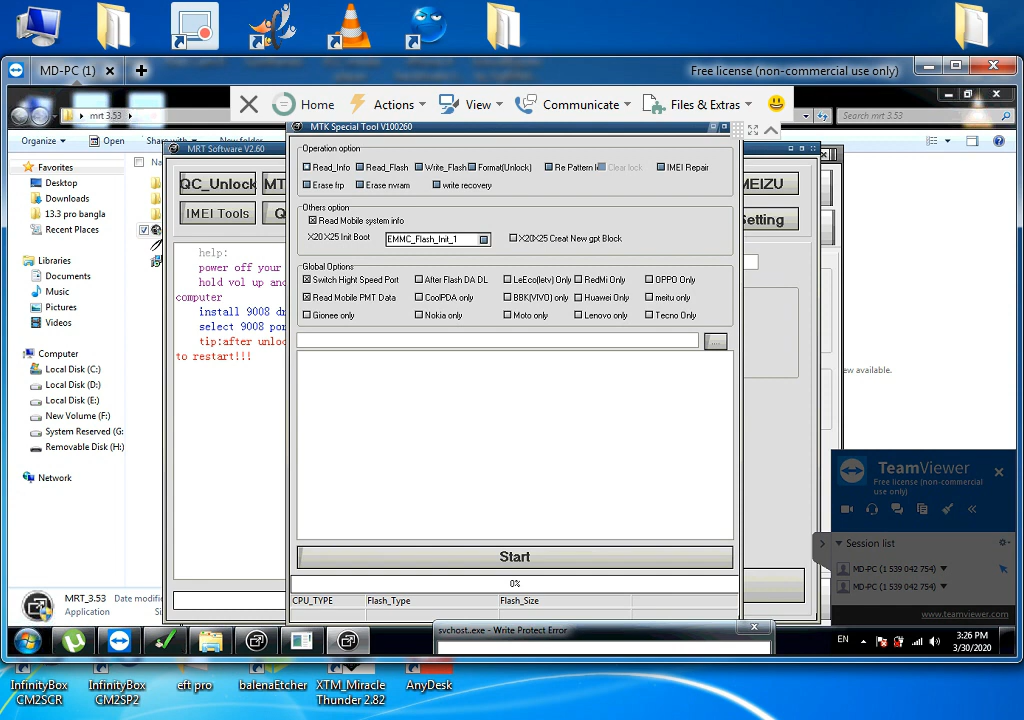 MD-PC (1)
Free license (non-commercial use only)
mrt 3.53
Home
Actions
View
Communicate
Files & Extras
Search mrt 3.53
Organize
Open
Share with
New folder
MTK Special Tool V100260
Favorites
Desktop
Downloads
13.3 pro bangla
Recent Places
Libraries
Documents
Music
Pictures
Videos
Computer
Local Disk (C:)
Local Disk (D:)
Local Disk (E:)
New Volume (F:)
System Reserved (G:
Removable Disk (H:)
Network
Na
MRT Software V2.60
QC_Unlock
MT
MEIZU
IMEI Tools
Q
Setting
help:
power off your
hold vol up and
computer
install 9008 dr
select 9008 por
tip:after unloc
to restart!!!
Operation option
Read_Info
Read_Flash
Write_Flash
Format(Unlock)
Re Pattern l
Clear lock
IMEI Repair
Erase frp
Erase nvram
write recovery
Others option
Read Mobile system info
X20 X25 Init Boot
EMMC_Flash_Init_1
X20X25 Creat New gpt Block
Global Options
Switch Hight Speed Port
After Flash DA DL
LeEco(letv) Only
RedMi Only
OPPO Only
Read Mobile PMT Data
CoolPDA only
BBK(VIVO) only
Huawei Only
meitu only
Gionee only
Nokia only
Moto only
Lenovo only
Tecno Only
....
ew available.
Start
0%
CPU_TYPE
Flash_Type
Flash_Size
TeamViewer
Free license (non-commercial
use only)
Session list
MD-PC (1 539 042 754)
MD-PC (1 539 042 754)
www.teamviewer.com
MRT_3.53
Date modifie
Application
Si
svchost..exe - Write Protect Error
EN
3:26 PM
3/30/2020
InfinityBox
CM2SCR
InfinityBox
CM2SP2
eft pro
balenaEtcher
XTM_Miracle
Thunder 2.82
AnyDesk